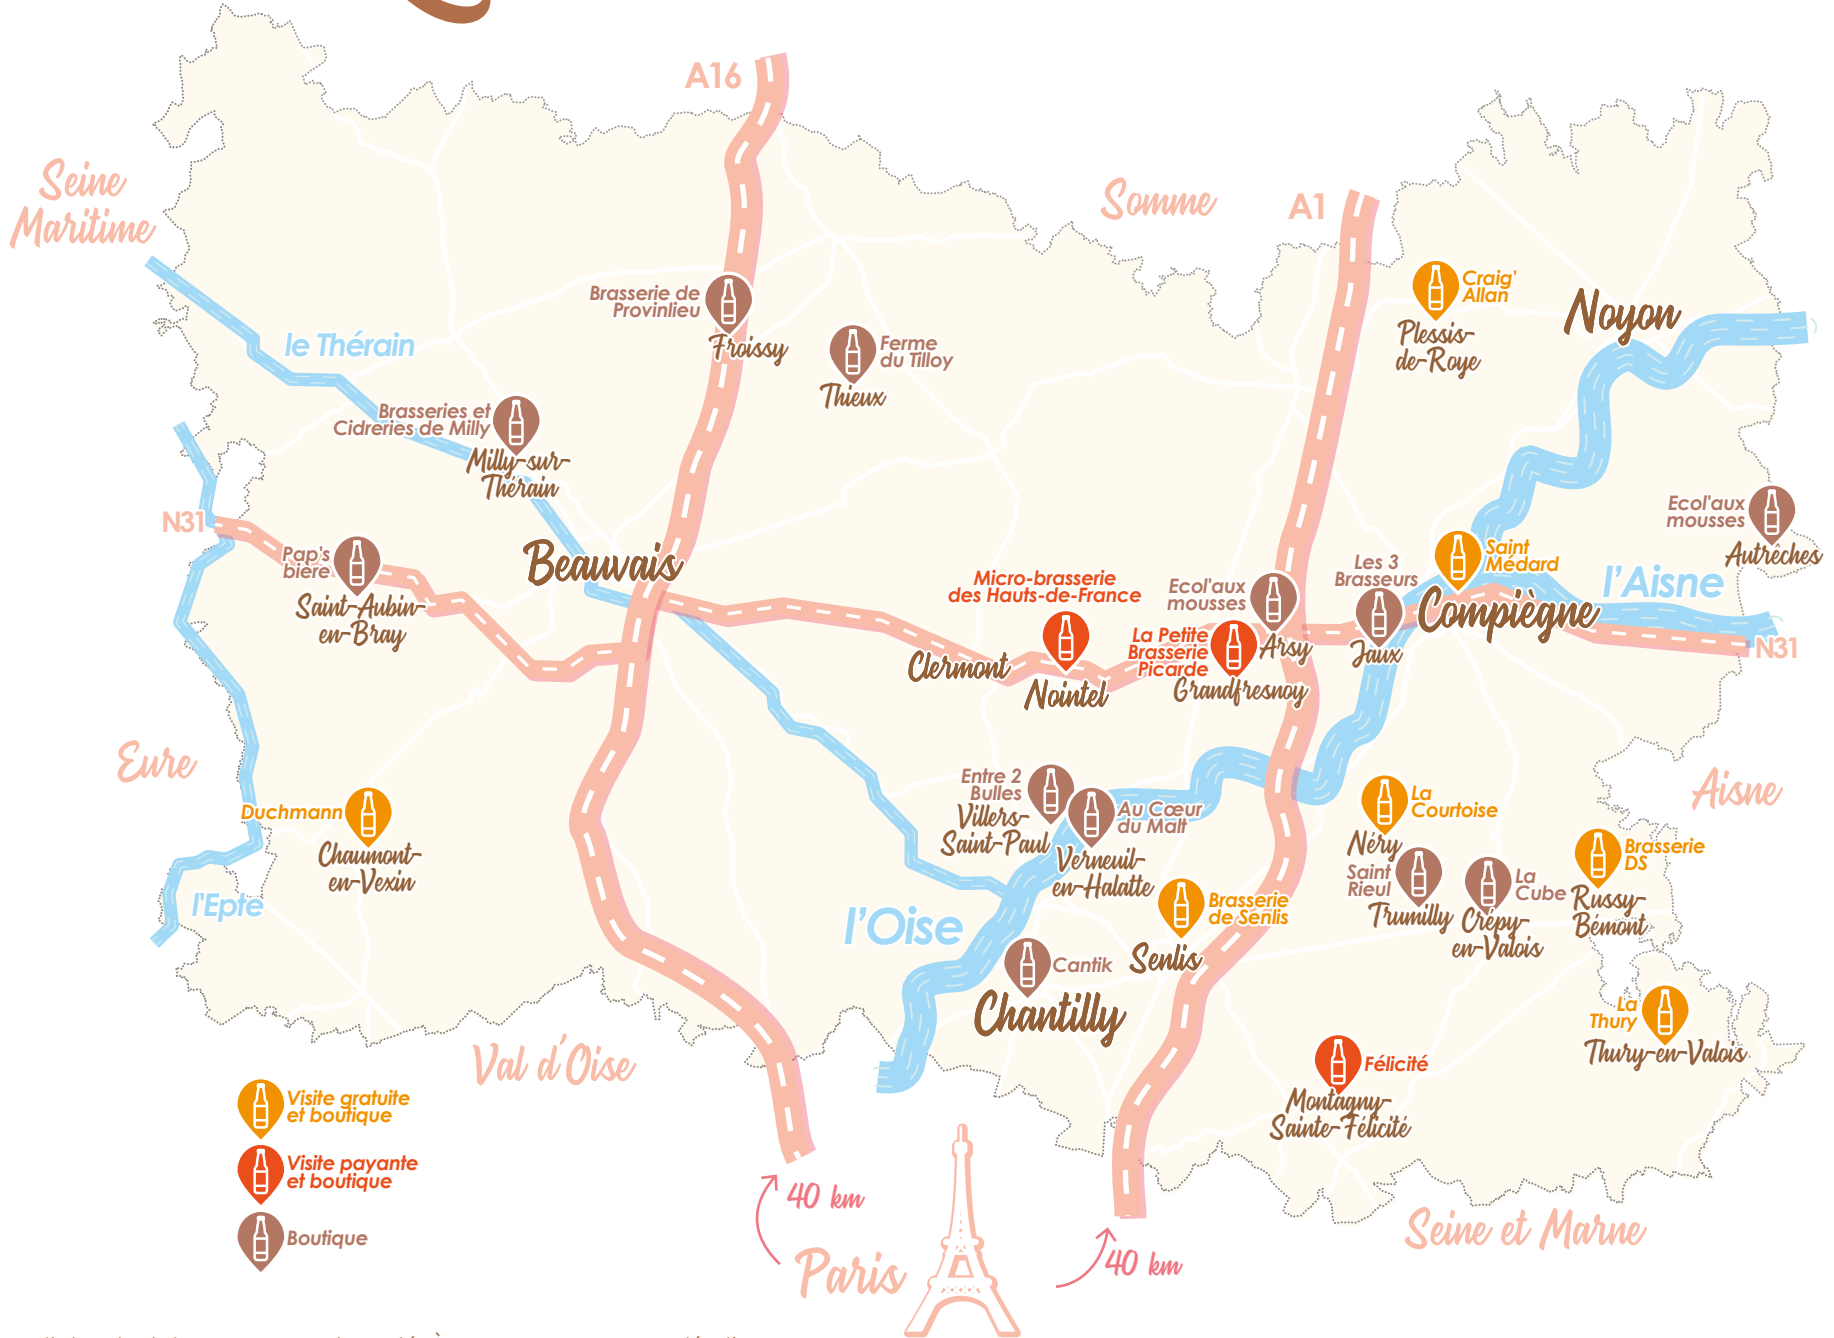 A16
Seine
Maritime
Somme
A1
Craig'
Allan
Plessis-
de-Roye
Noyon
Brasserie de
Provinlieu
Froissy
Ferme
du Tilloy
Thieux
le Thérain
Brasseries et
Cidreries de Milly
Milly-sur-
Thérain
N31
Pap's
bière
Saint-Aubin-
en-Bray
Beauvais
Micro-brasserie
des Hauts-de-France
Clermont
Nointel
La Petite
Brasserie
Picarde
Grandfresnoy
Ecol'aux
mousses
Arsy
Les 3
Brasseurs
Jaux
Saint
Médard
Compiègne
l'Aisne
Ecol'aux
mousses
Autrêches
N31
Eure
Aisne
Duchmann
Chaumont-
en-Vexin
l'Epte
Entre 2
Bulles
Villers-
Saint-Paul
Au Cœur
du Malt
Verneuil-
en-Halatte
La
Courtoise
Néry
Saint
Rieul
Trumilly
La
Cube
Crépy-
en-Valois
Brasserie
DS
Russy-
Bémont
l'Oise
Brasserie
de Senlis
Senlis
Cantik
Chantilly
La
Thury
Thury-en-Valois
Félicité
Montagny-
Sainte-Félicité
Val d'Oise
Visite gratuite
et boutique
Visite payante
et boutique
Boutique
40 km
Paris
40 km
Seine et Marne